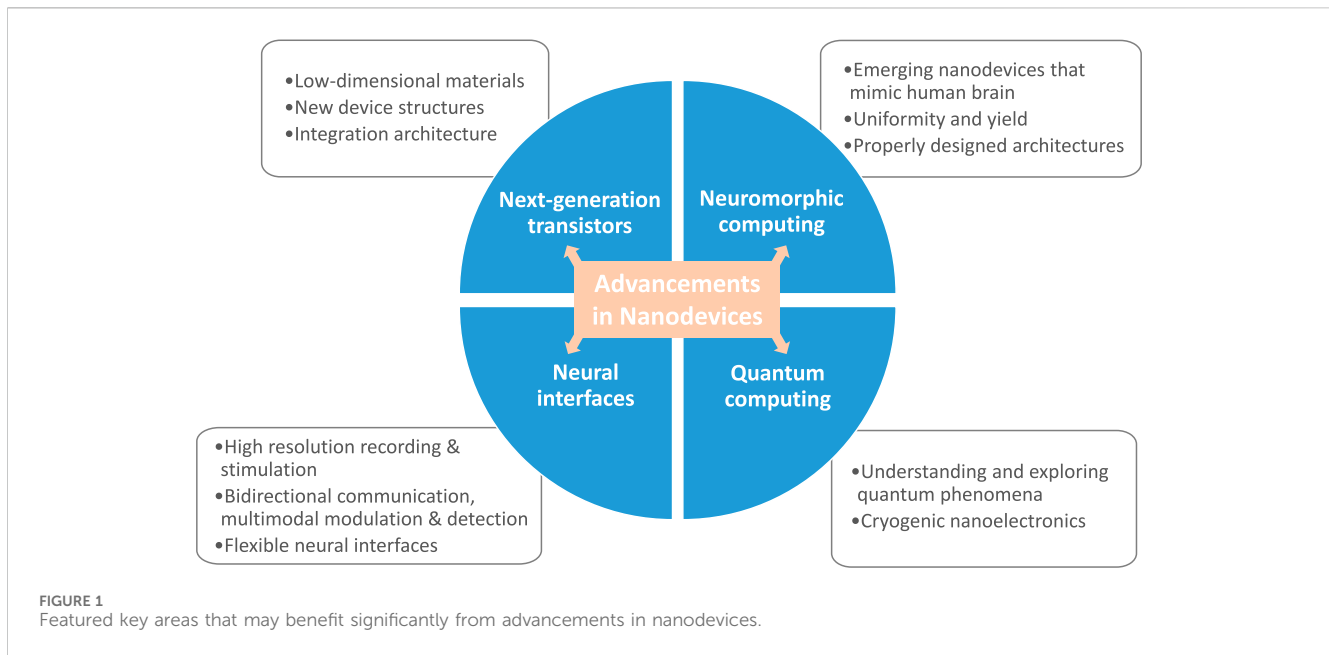 •Low-dimensional materials
•New device structures
•Integration architecture
•Emerging nanodevices that
mimic human brain
•Uniformity and yield
•Properly designed architectures
Next-generation
transistors
Neuromorphic
computing
Advancements
in Nanodevices
Neural
interfaces
Quantum
computing
•High resolution recording &
stimulation
•Bidirectional communication,
multimodal modulation & detection
•Flexible neural interfaces
•Understanding and exploring
quantum phenomena
•Cryogenic nanoelectronics
FIGURE 1
Featured key areas that may benefit significantly from advancements in nanodevices.